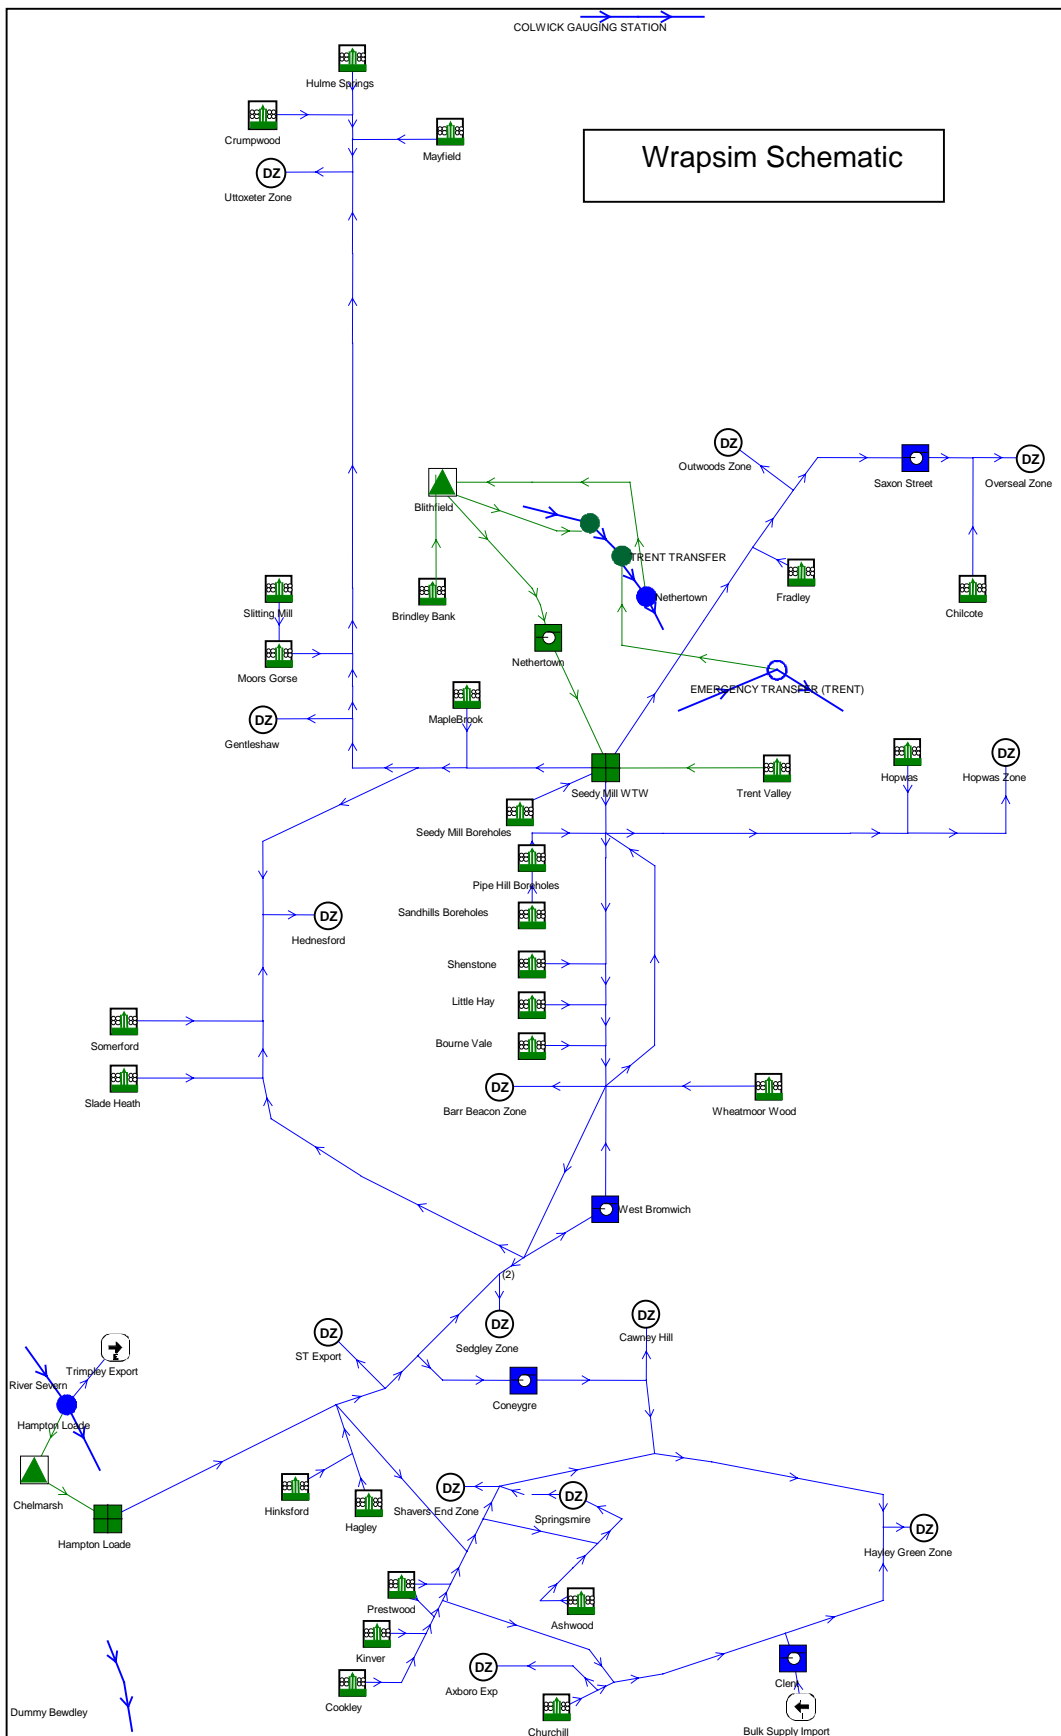 COLWICK GAUGING STATION
Hulme Springs
Crumpwood
Mayfield
Wrapsim Schematic
DZ
Uttoxeter Zone
DZ
Outwoods Zone
Saxon Street
DZ
Overseal Zone
Blithfield
TRENT TRANSFER
Slitting Mill
Brindley Bank
Nethertown
Fradley
Chilcote
Moors Gorse
Nethertown
EMERGENCY TRANSFER (TRENT)
DZ
Gentleshaw
MapleBrook
Seedy Mill WTW
Trent Valley
Hopwas
DZ
Hopwas Zone
Seedy Mill Boreholes
Pipe Hill Boreholes
Sandhills Boreholes
DZ
Hednesford
Shenstone
Little Hay
Somerford
Bourne Vale
Slade Heath
DZ
Barr Beacon Zone
Wheatmoor Wood
West Bromwich
(2)
DZ
Sedgley Zone
DZ
Cawney Hill
DZ
ST Export
Trimpley Export
River Severn
Hampton Loade
Coneygre
Chelmarsh
Hampton Loade
Hinksford
Hagley
DZ
Shavers End Zone
DZ
Springsmire
DZ
Hayley Green Zone
Prestwood
Ashwood
Kinver
Cookley
DZ
Axboro Exp
Churchill
Clent
Bulk Supply Import
Dummy Bewdley